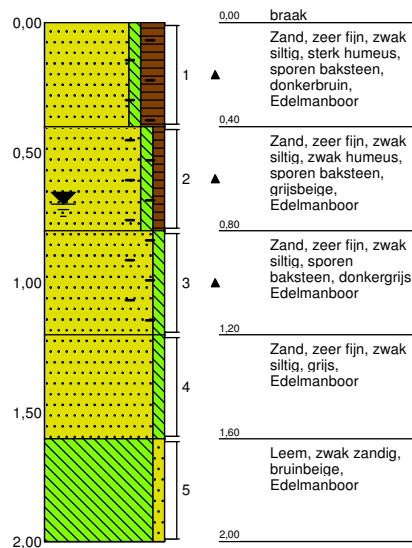 0,00
0,50
1,00
1,50
2,00
1
2
3
4
5
0,00
braak
Zand, zeer fijn, zwak
siltig, sterk humeus,
sporen baksteen,
donkerbruin,
Edelmanboor
0,40
Zand, zeer fijn, zwak
siltig, zwak humeus,
sporen baksteen,
grijsbeige,
Edelmanboor
0,80
Zand, zeer fijn, zwak
siltig, sporen
baksteen, donkergrijs,
Edelmanboor
1,20
Zand, zeer fijn, zwak
siltig, grijs,
Edelmanboor
1,60
Leem, zwak zandig,
bruinbeige,
Edelmanboor
2,00